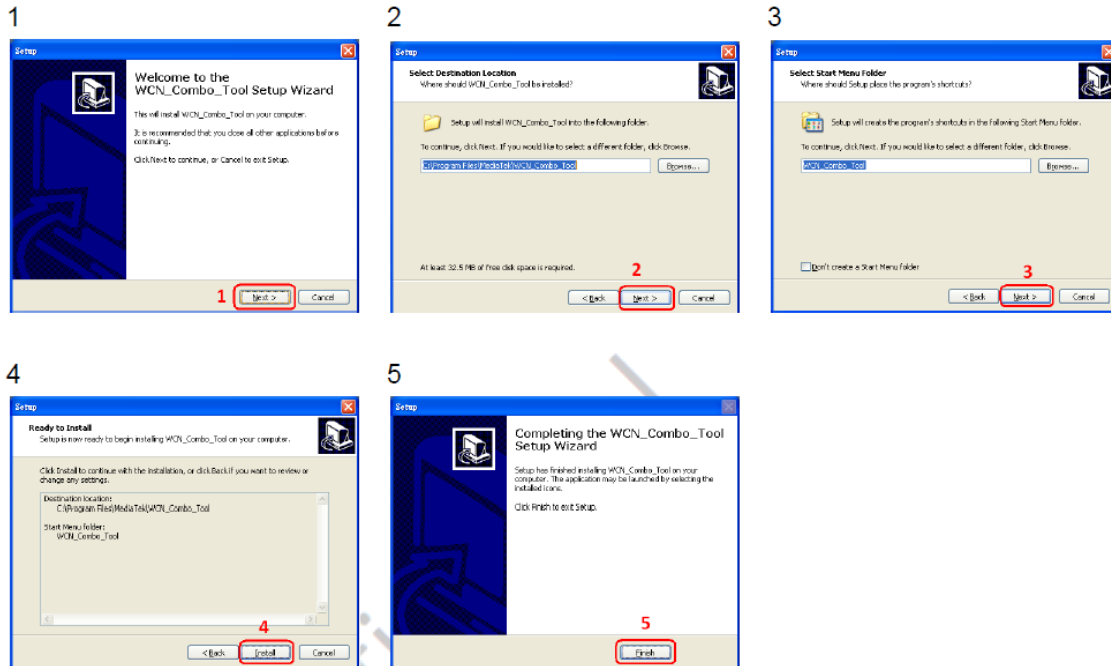 1
Setup
Welcome to the
WCN_Combo_Tool Setup Wizard
This will install WCN_Combo_Tool on your computer.
It is recommended that you close all other applications before
continuing.
Click Next to continue, or Cancel to exit Setup.
1
Next >
Cancel
2
Setup
Select Destination Location
Where should WCN_Combo_Tool be installed?
Setup will install WCN_Combo_Tool into the following folder.
To continue, click Next. If you would like to select a different folder, click Browse.
C:\Program Files\MediaTek\WCN_Combo_Tool
Browse...
At least 32.5 MB of free disk space is required.
2
< Back
Next >
Cancel
3
Setup
Select Start Menu Folder
Where should Setup place the program's shortcuts?
Setup will create the program's shortcuts in the following Start Menu folder.
To continue, click Next. If you would like to select a different folder, click Browse.
WCN_Combo_Tool
Browse...
Don't create a Start Menu folder
3
< Back
Next >
Cancel
4
Setup
Ready to Install
Setup is now ready to begin installing WCN_Combo_Tool on your computer.
Click Install to continue with the installation, or click Back if you want to review or
change any settings.
Destination location:
C:\Program Files\MediaTek\WCN_Combo_Tool
Start Menu folder:
WCN_Combo_Tool
4
< Back
Install
Cancel
5
Setup
Completing the WCN_Combo_Tool
Setup Wizard
Setup has finished installing WCN_Combo_Tool on your
computer. The application may be launched by selecting the
installed icons.
Click Finish to exit Setup.
5
Finish